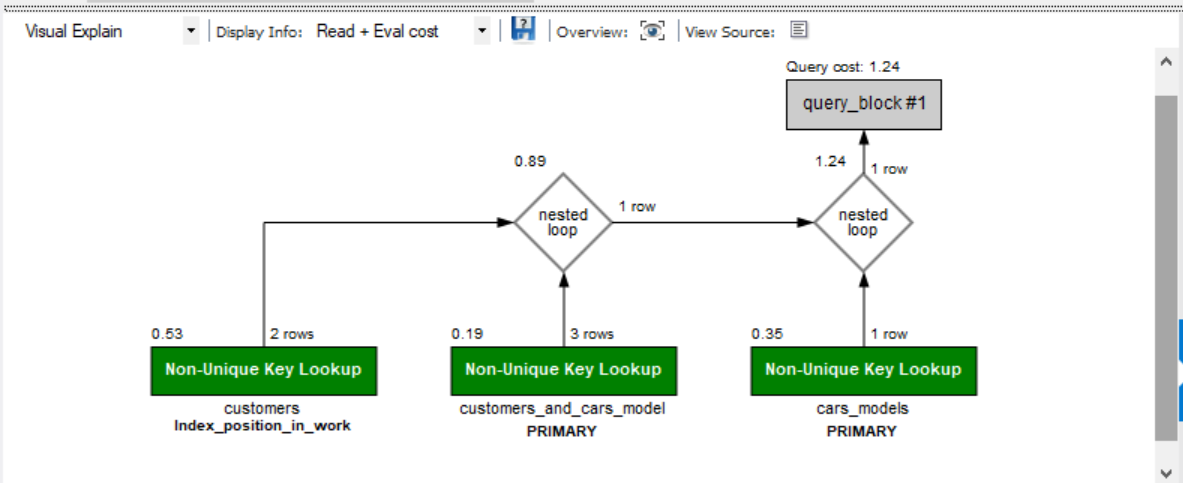 Visual Explain
Display Info:
Read + Eval cost
Overview:
View Source:
Query cost: 1.24
query_block #1
0.89
1.24
1 row
nested
loop
1 row
nested
loop
0.53
2 rows
0.19
3 rows
0.35
1 row
Non-Unique Key Lookup
Non-Unique Key Lookup
Non-Unique Key Lookup
customers
Index_position_in_work
customers_and_cars_model
PRIMARY
cars_models
PRIMARY